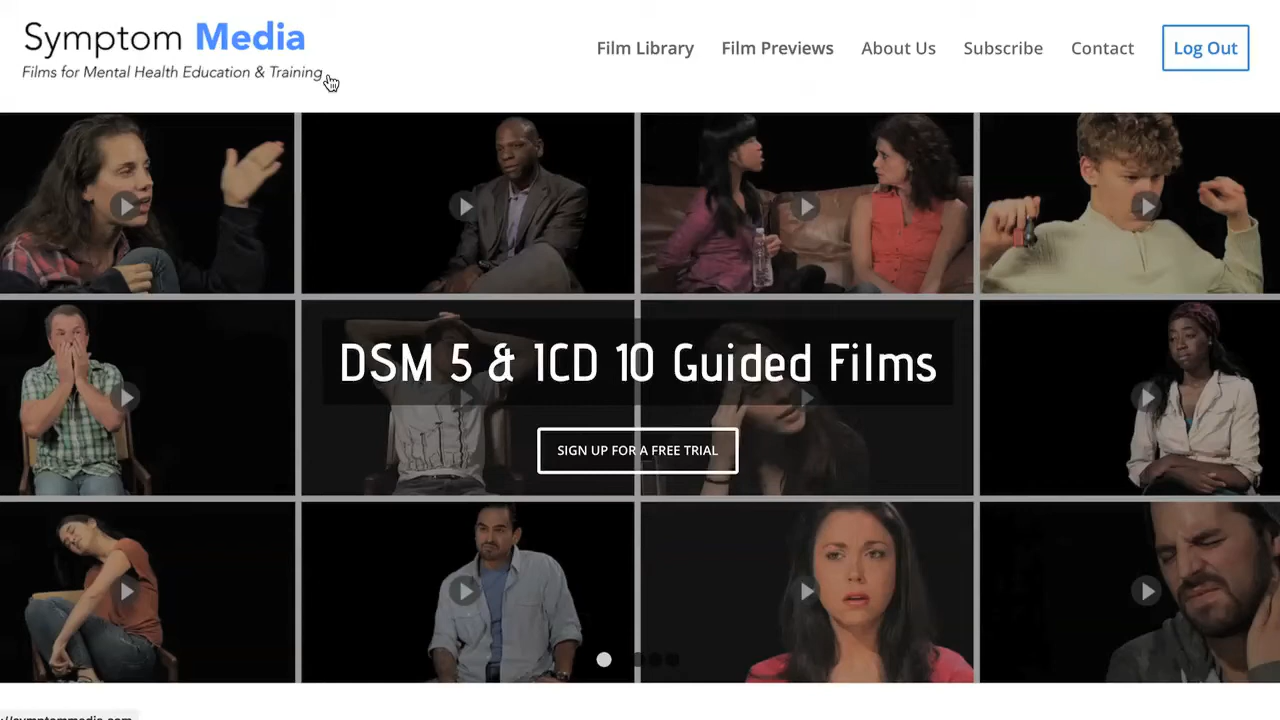 Symptom Media
Films for Mental Health Education & Training
Film Library
Film Previews
About Us
Subscribe
Contact
Log Out
DSM 5 & ICD 10 Guided Films
SIGN UP FOR A FREE TRIAL